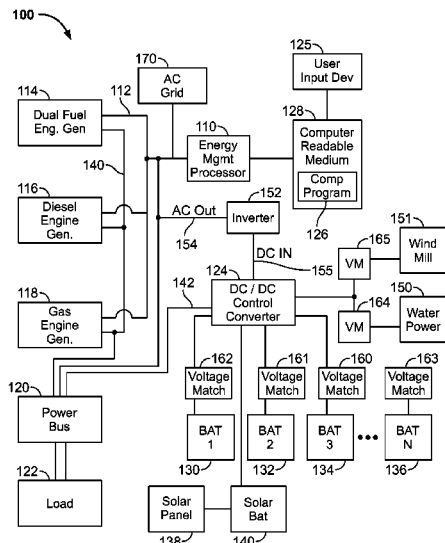 100
170
AC
Grid
125
User
Input Dev
114
112
Dual Fuel
Eng. Gen
110
Energy
Mgmt
Processor
128
Computer
Readable
Medium
Comp
Program
126
140
116
Diesel
Engine
Gen.
AC Out
154
152
Inverter
DC IN
155
165
VM
151
Wind
Mill
118
Gas
Engine
Gen.
142
124
DC / DC
Control
Converter
164
VM
150
Water
Power
120
Power
Bus
162
Voltage
Match
161
Voltage
Match
160
Voltage
Match
163
Voltage
Match
BAT
1
130
BAT
2
132
BAT
3
134
BAT
N
136
122
Load
Solar
Panel
138
Solar
Bat
140